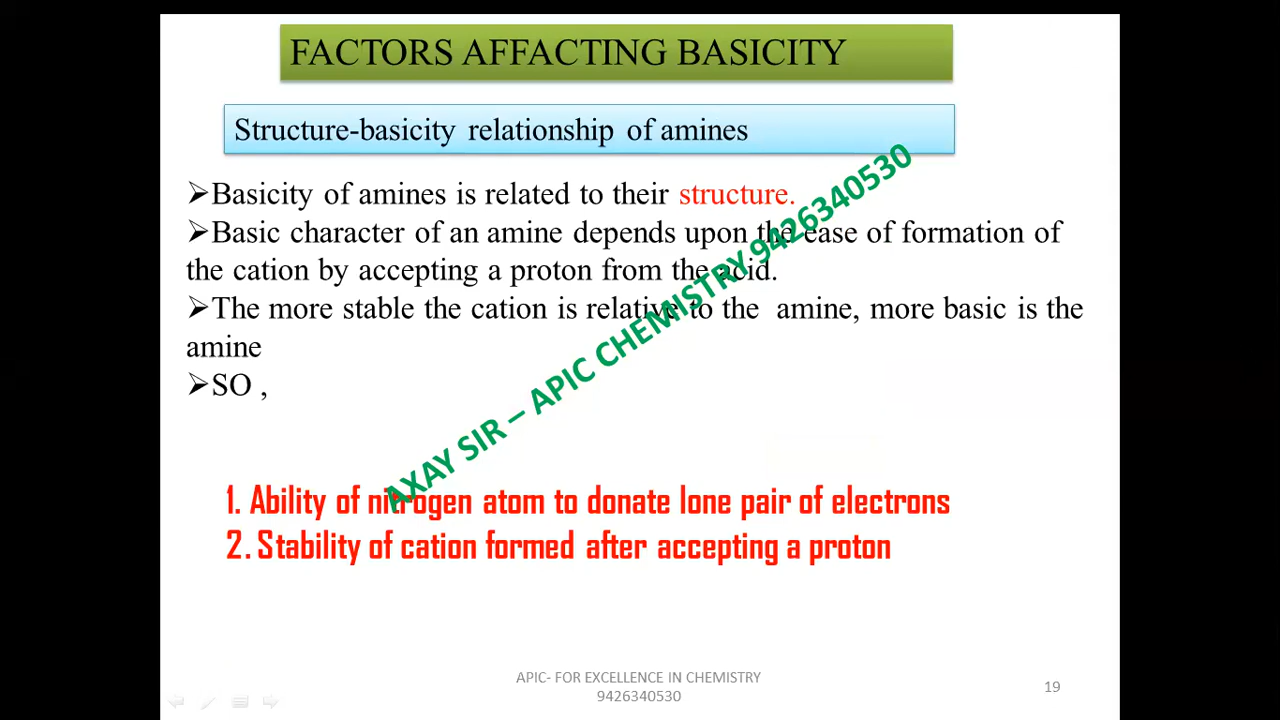 FACTORS AFFACTING BASICITY
Structure-basicity relationship of amines
➢Basicity of amines is related to their structure.
➢Basic character of an amine depends upon the ease of formation of
the cation by accepting a proton from the acid.
➢The more stable the cation is relative to the amine, more basic is the
amine
➢SO ,
AXAY SIR – APIC CHEMISTRY 9426340530
1. Ability of nitrogen atom to donate lone pair of electrons
2. Stability of cation formed after accepting a proton
APIC- FOR EXCELLENCE IN CHEMISTRY
9426340530
19